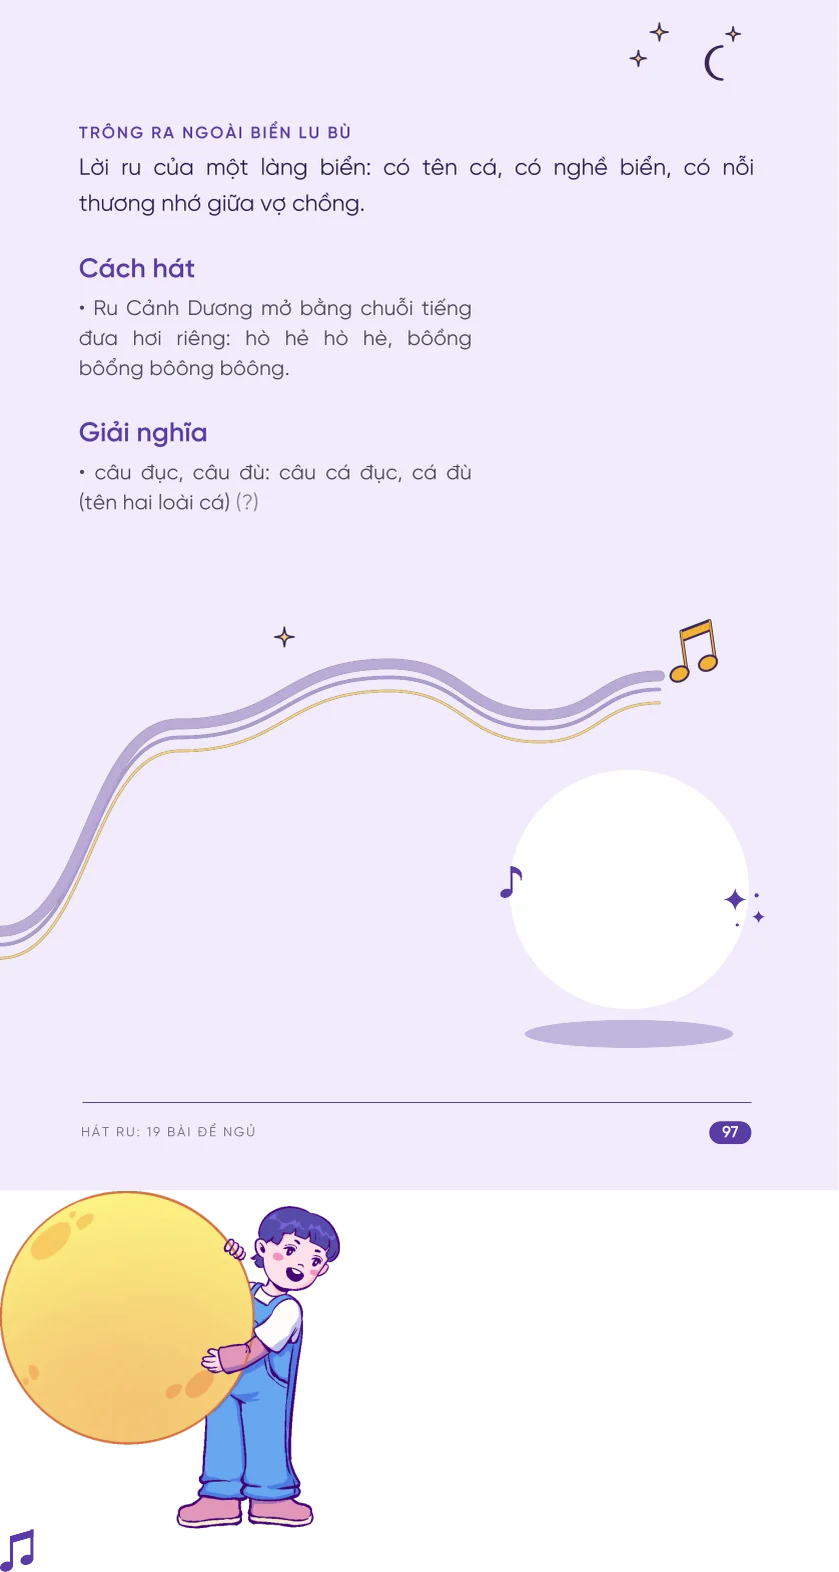 TRÔNG RA NGOÀI BIỂN LU BÙ
Lời ru của một làng biển: có tên cá, có nghề biển, có nỗi
thương nhớ giữa vợ chồng.
Cách hát
• Ru Cảnh Dương mở bằng chuỗi tiếng
đưa hơi riêng: hò hẻ hò hè, bôồng
bôổng bôông bôông.
Giải nghĩa
• câu đục, câu đù: câu cá đục, cá đù
(tên hai loài cá) (?)
HÁT RU: 19 BÀI ĐỂ NGỦ
97